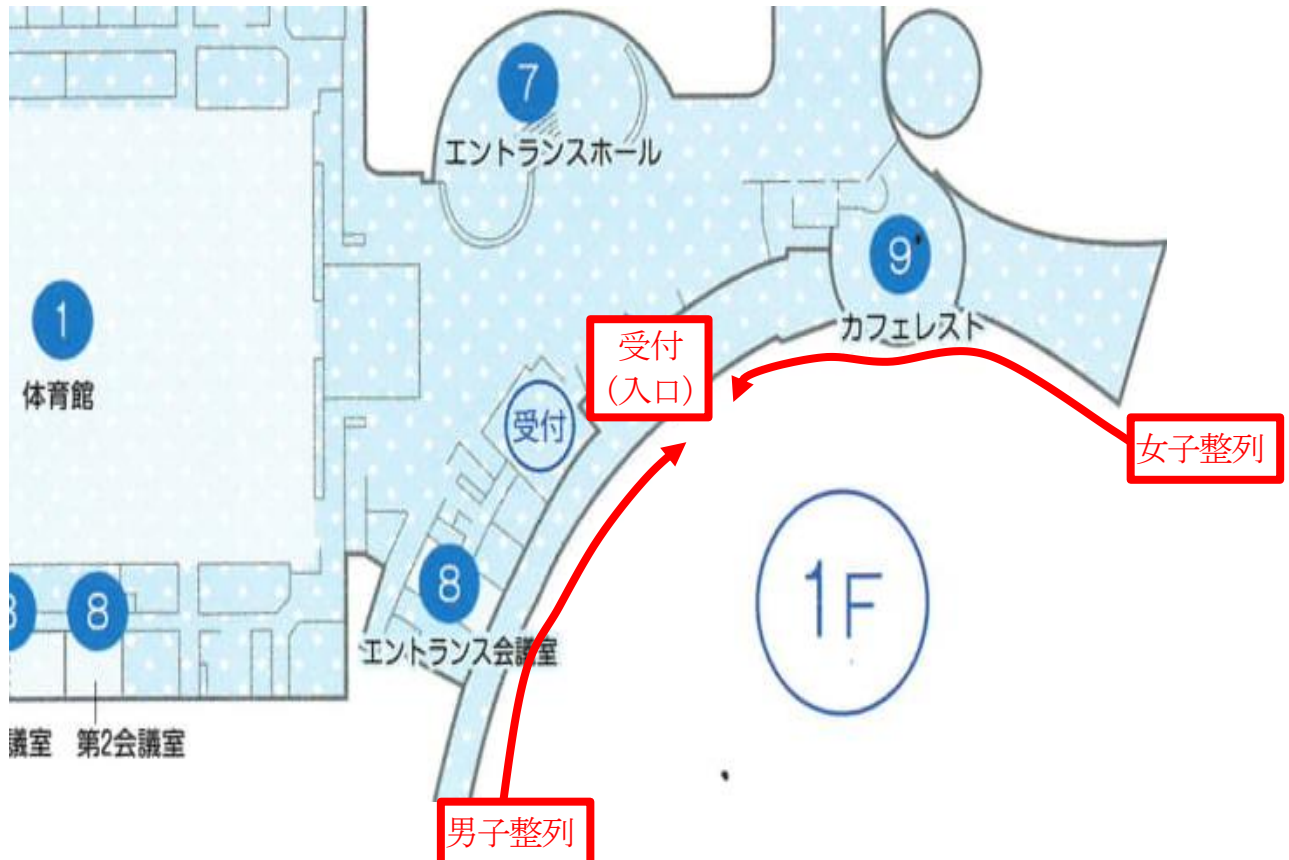 7
エントランスホール
9
カフェレスト
1
体育館
受付
(入口)
受付
女子整列
8
エントランス会議室
1F
8
議室
第2会議室
男子整列